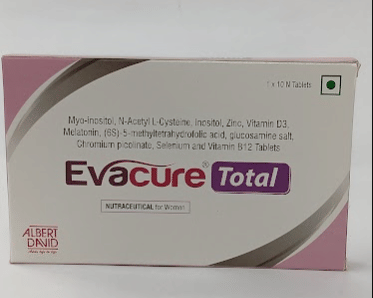 1 x 10 N Tablets
Myo-Inositol, N-Acetyl L-Cysteine, Inositol, Zinc, Vitamin D3,
Melatonin, (6S)-5-methyltetrahydrofolic acid, glucosamine salt,
Chromium picolinate, Selenium and Vitamin B12 Tablets
Evacure® Total
NUTRACEUTICAL for Women
ALBERT
DAVID